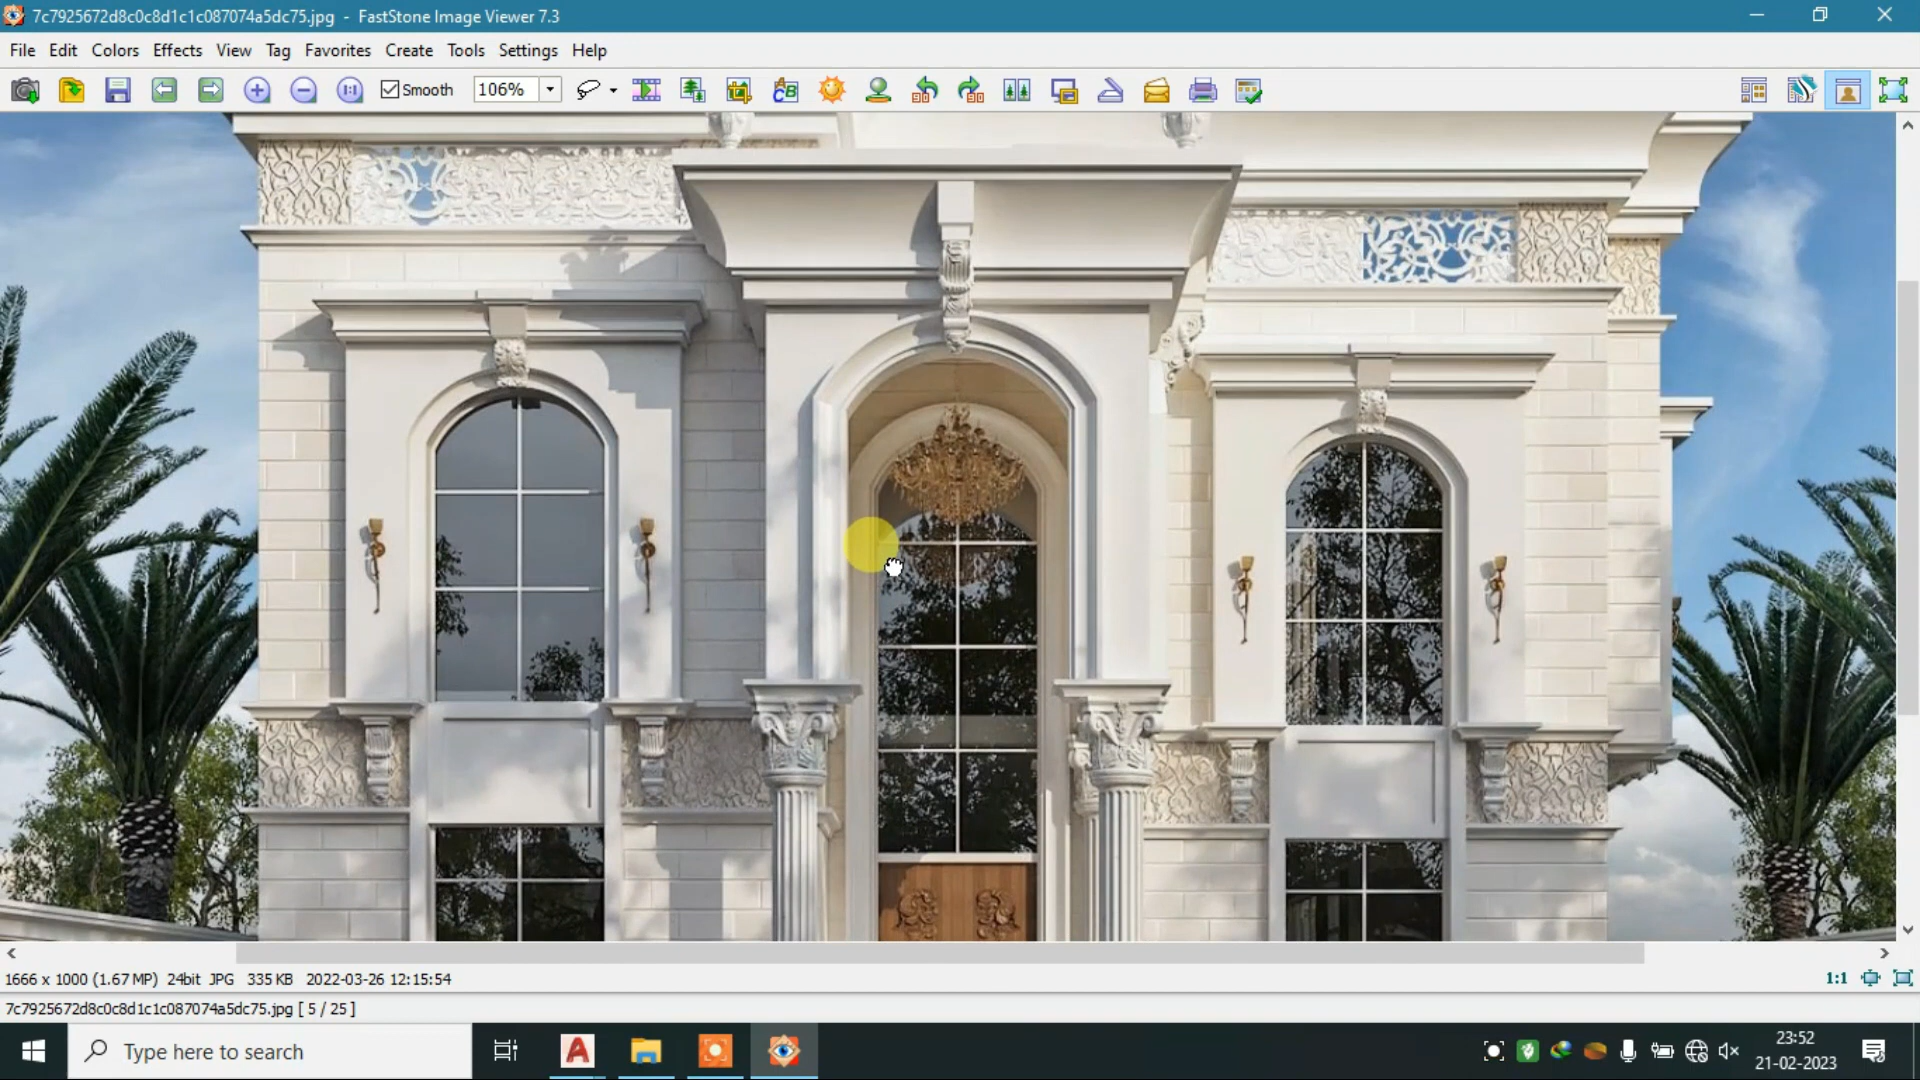 7c7925672d8c0c8d1c1c087074a5dc75.jpg - FastStone Image Viewer 7.3
File Edit Colors Effects View Tag Favorites Create Tools Settings Help
1:1 Smooth 106%
1666 x 1000 (1.67 MP) 24bit JPG 335 KB 2022-03-26 12:15:54
1:1
7c7925672d8c0c8d1c1c087074a5dc75.jpg [ 5 / 25 ]
Type here to search
23:52
21-02-2023